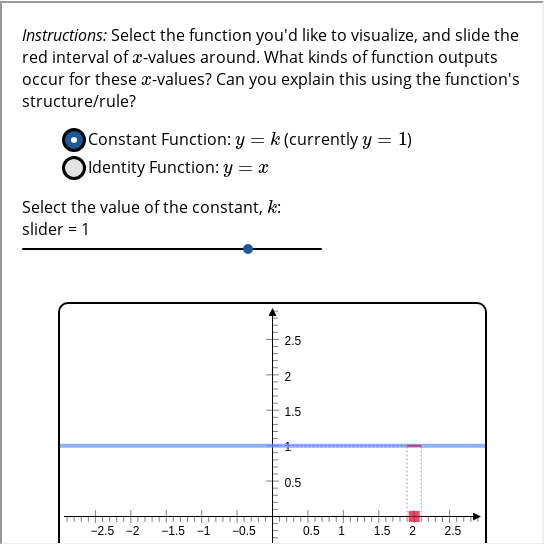 Instructions: Select the function you'd like to visualize, and slide the
red interval of x-values around. What kinds of function outputs
occur for these x-values? Can you explain this using the function's
structure/rule?
Constant Function: y = k (currently y = 1)
Identity Function: y = x
Select the value of the constant, k:
slider = 1
2.5
2
1.5
1
0.5
−2.5 −2 −1.5 −1 −0.5 0.5 1 1.5 2 2.5